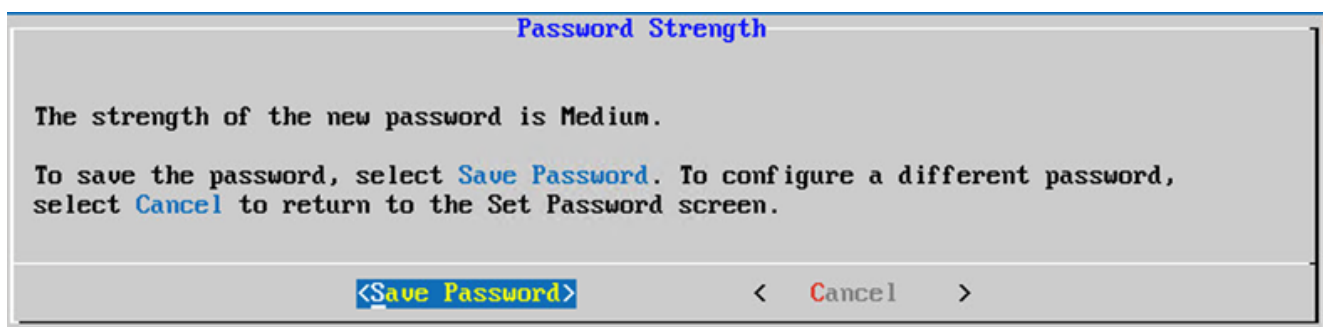 Password Strength
The strength of the new password is Medium.
To save the password, select Save Password. To configure a different password,
select Cancel to return to the Set Password screen.
<Save Password> < Cancel >